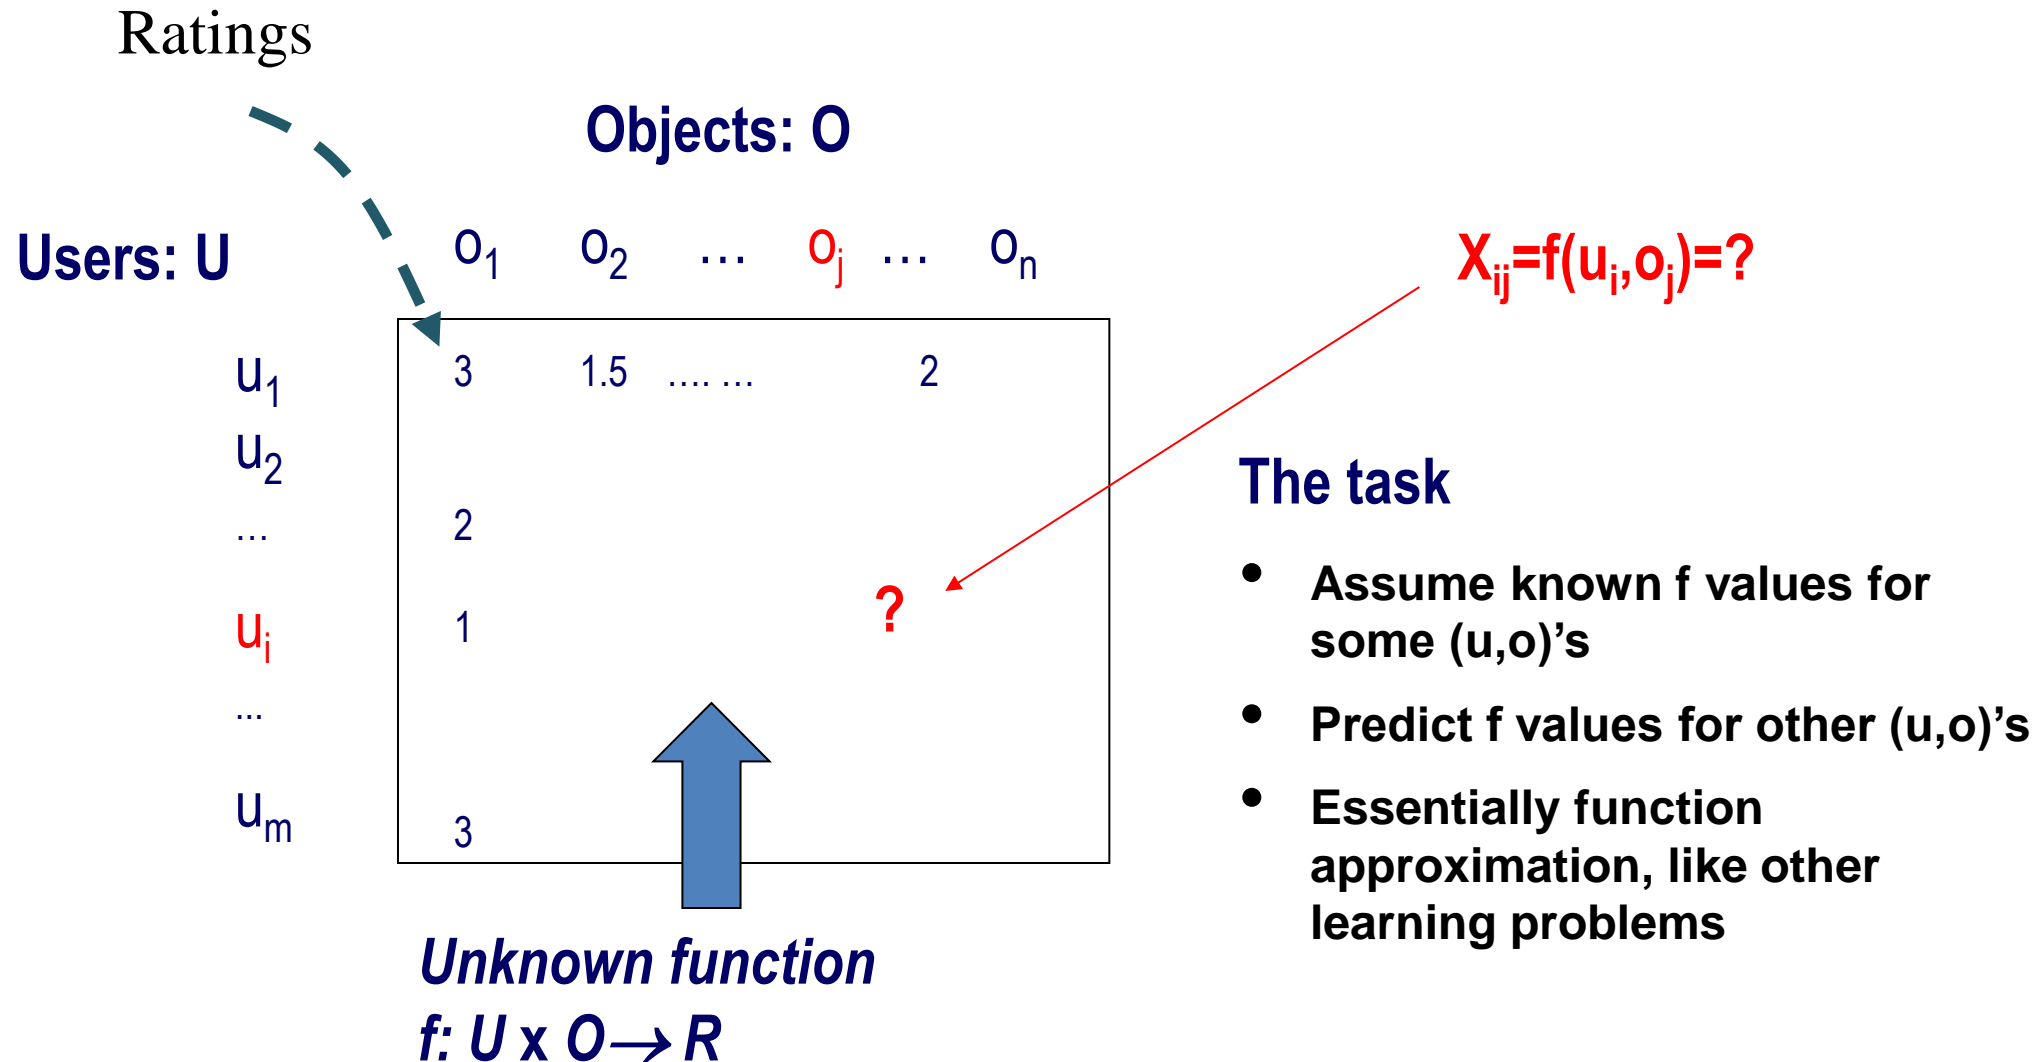 Ratings
Objects: O
Users: U
o1 o2 … oj … on
Xij=f(ui,oj)=?
u1 3 1.5 …. … 2
u2
… 2
ui 1 ?
...
um 3
The task
• Assume known f values for
some (u,o)’s
• Predict f values for other (u,o)’s
• Essentially function
approximation, like other
learning problems
Unknown function
f: U x O→ R